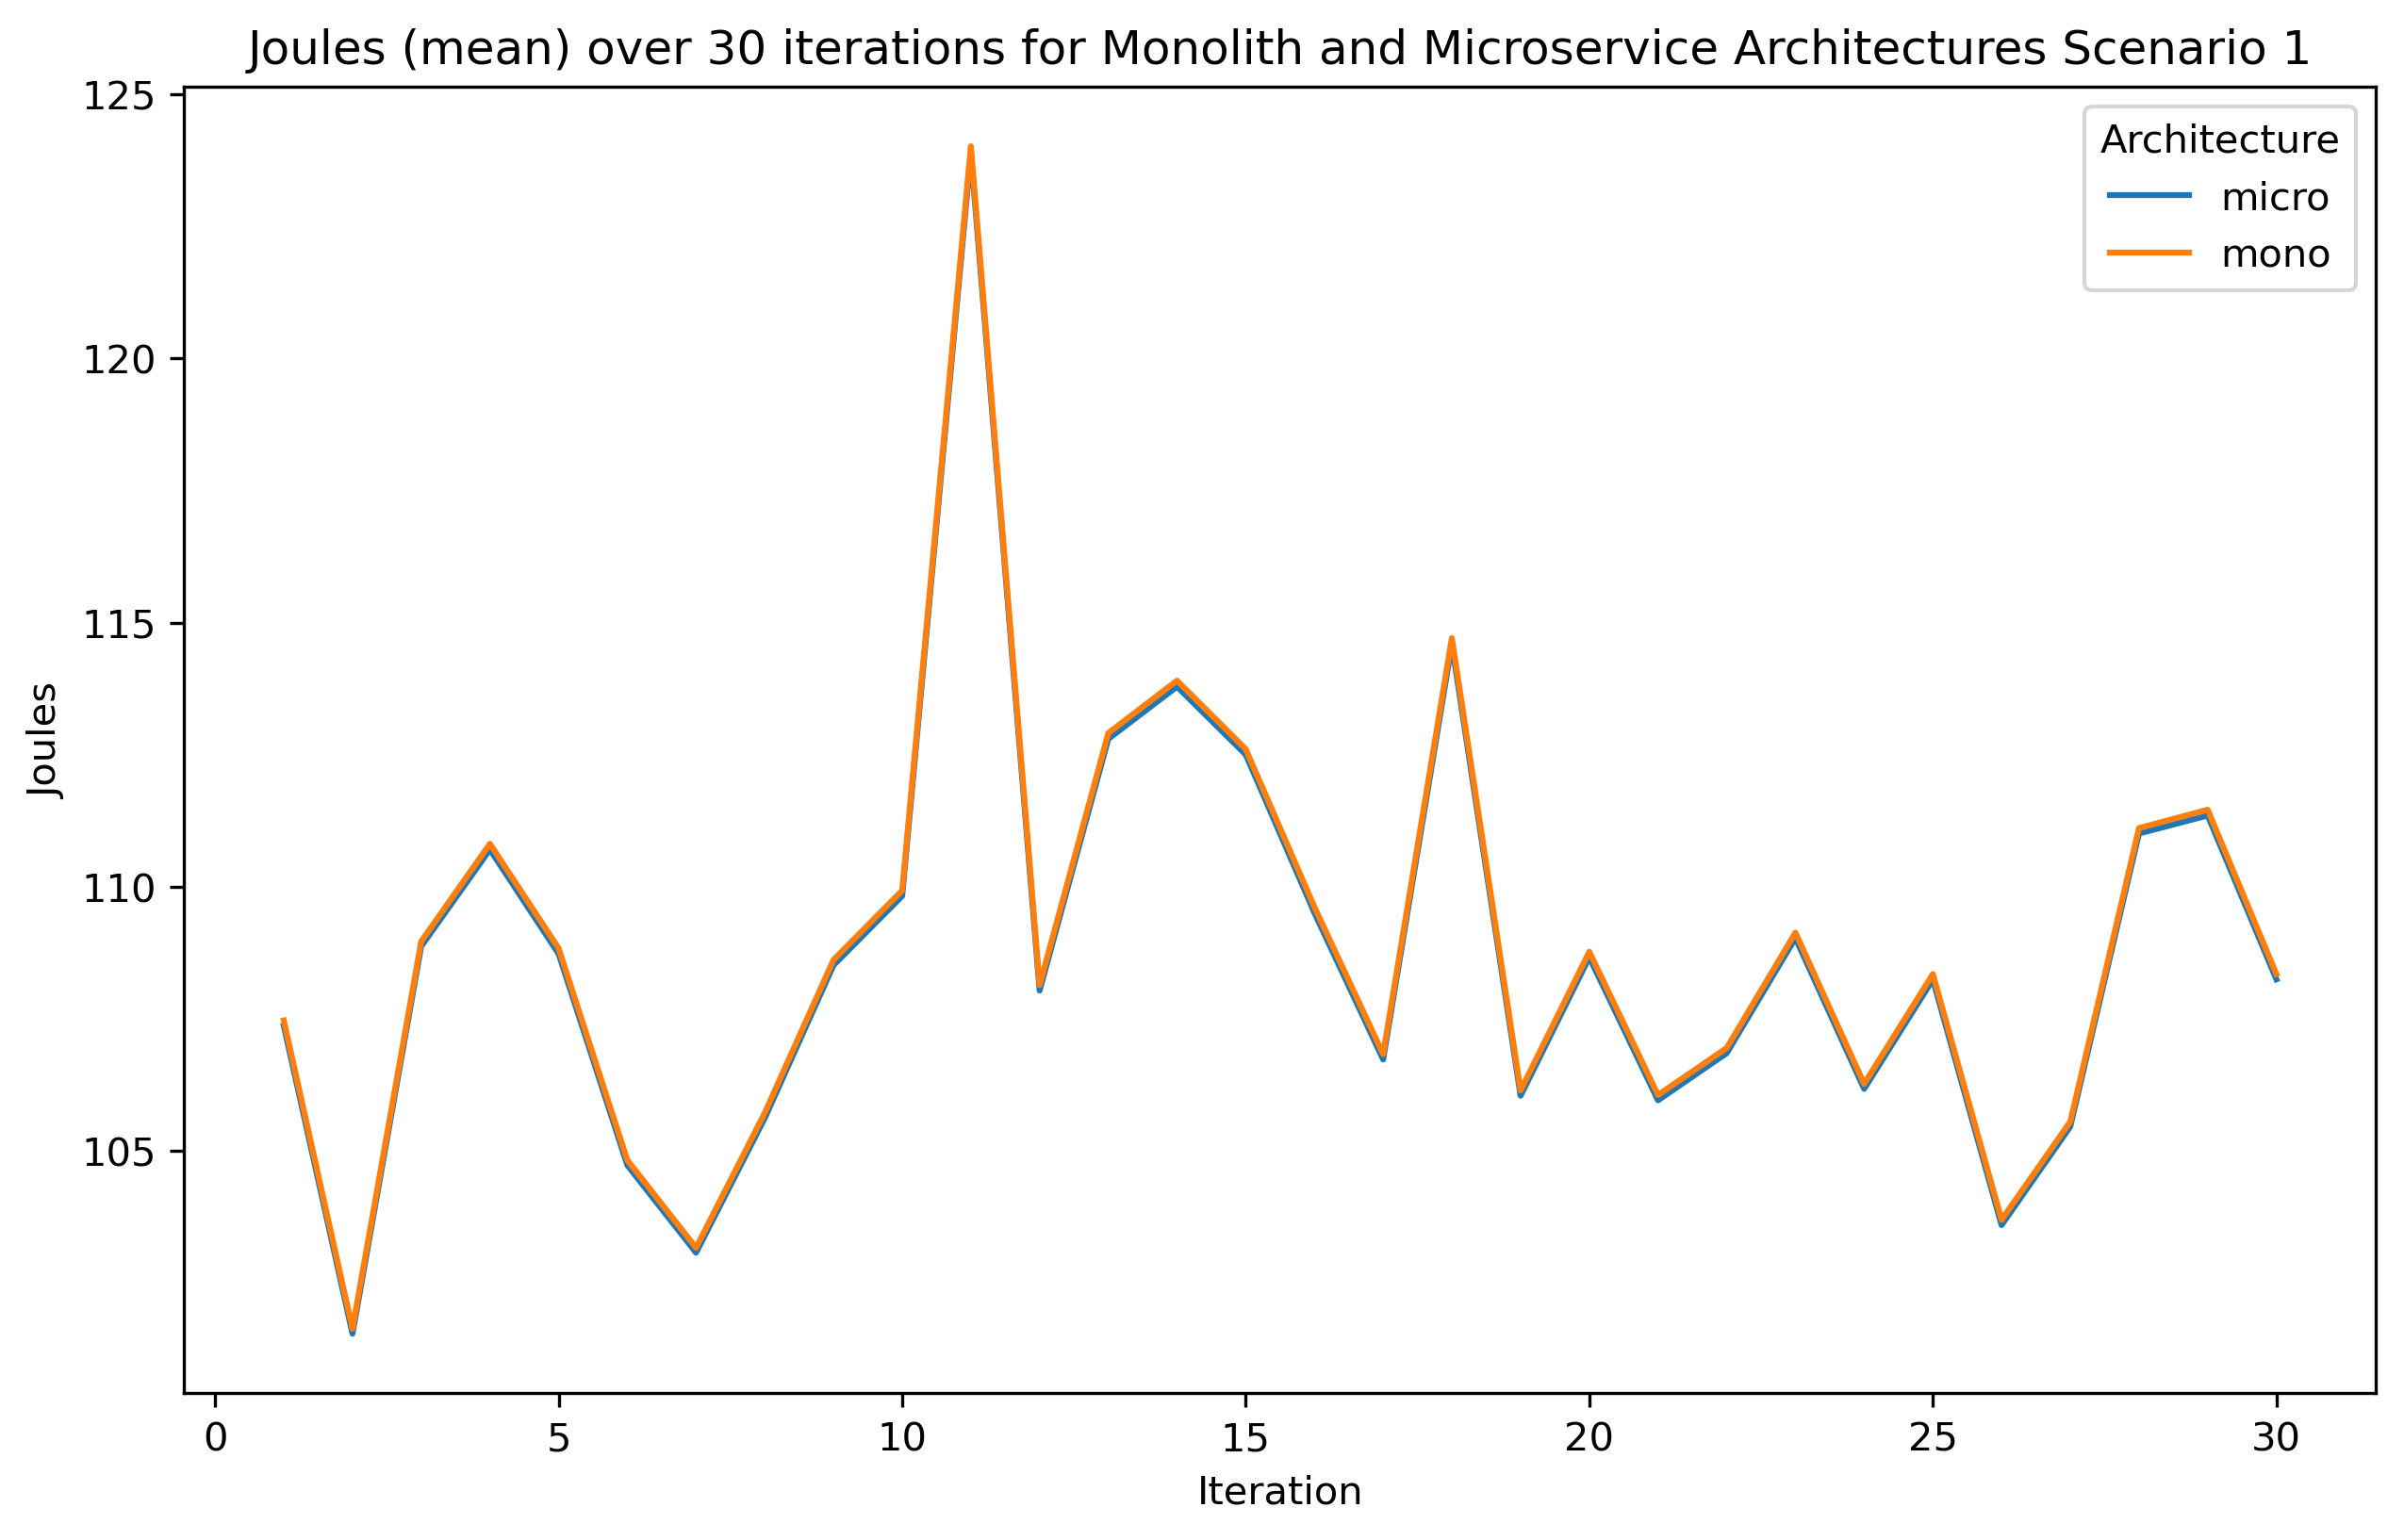 Joules (mean) over 30 iterations for Monolith and Microservice Architectures Scenario 1
125
120
115
110
105
Joules
Architecture
micro
mono
0 5 10 15 20 25 30
Iteration